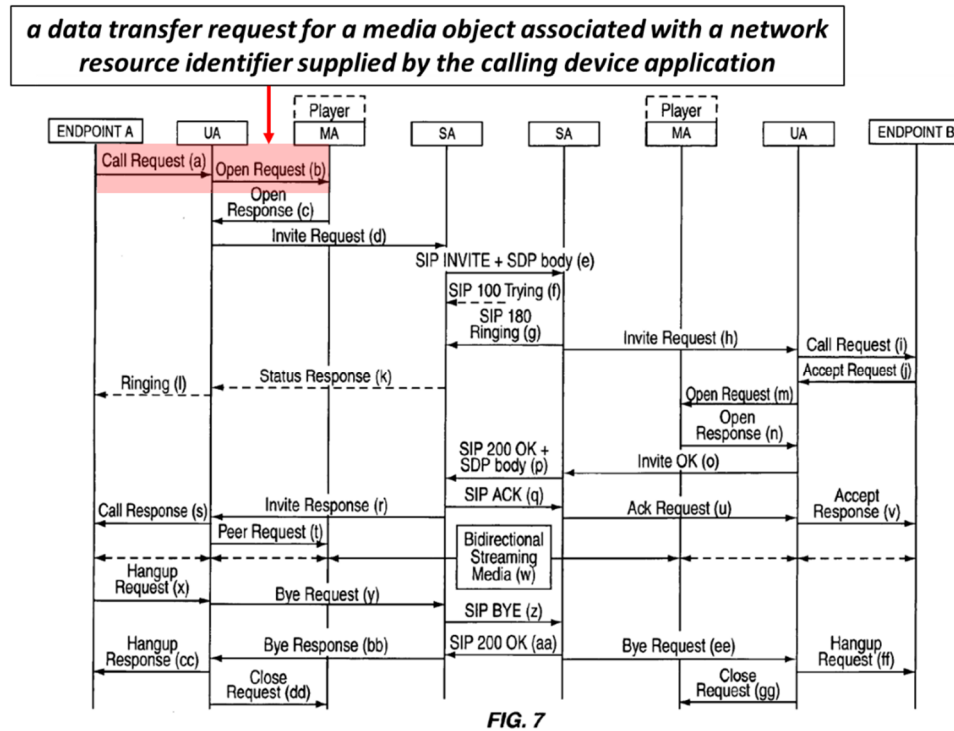 a data transfer request for a media object associated with a network
resource identifier supplied by the calling device application
Player
Player
ENDPOINT A
UA
MA
SA
SA
MA
UA
ENDPOINT B
Call Request (a)
Open Request (b)
Open
Response (c)
Invite Request (d)
SIP INVITE + SDP body (e)
SIP 100 Trying (f)
SIP 180
Ringing (g)
Invite Request (h)
Call Request (i)
Accept Request (j)
Status Response (k)
Ringing (l)
Open Request (m)
Open
Response (n)
Invite OK (o)
SIP 200 OK +
SDP body (p)
SIP ACK (q)
Invite Response (r)
Call Response (s)
Peer Request (t)
Ack Request (u)
Accept
Response (v)
Bidirectional
Streaming
Media (w)
Hangup
Request (x)
Bye Request (y)
SIP BYE (z)
SIP 200 OK (aa)
Bye Response (bb)
Hangup
Response (cc)
Close
Request (dd)
Bye Request (ee)
Hangup
Request (ff)
Close
Request (gg)
FIG. 7